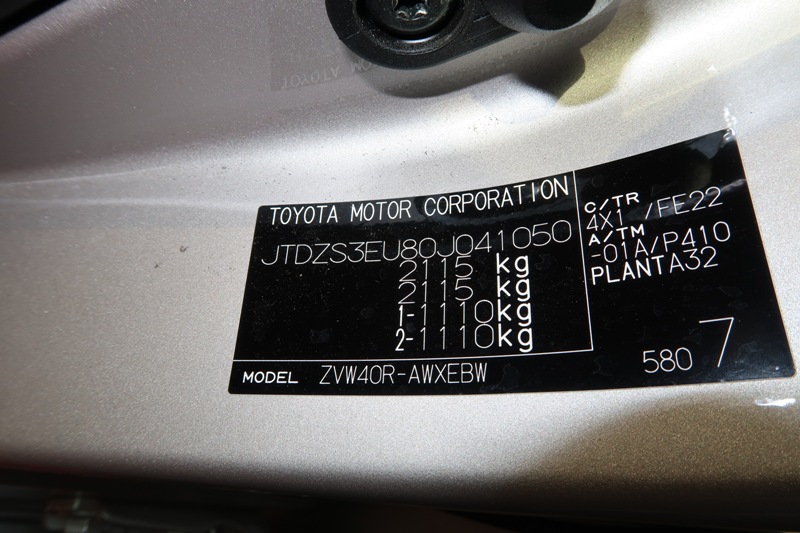 TOYOTA MOTOR CORPORATION
JTDZS3EU80J041050
2115 kg
2115 kg
1-1110kg
2-1110kg
MODEL ZVW40R-AWXEBW
C/TR
4X1 /FE22
A/TM
-01A/P410
PLANTA32
580 7